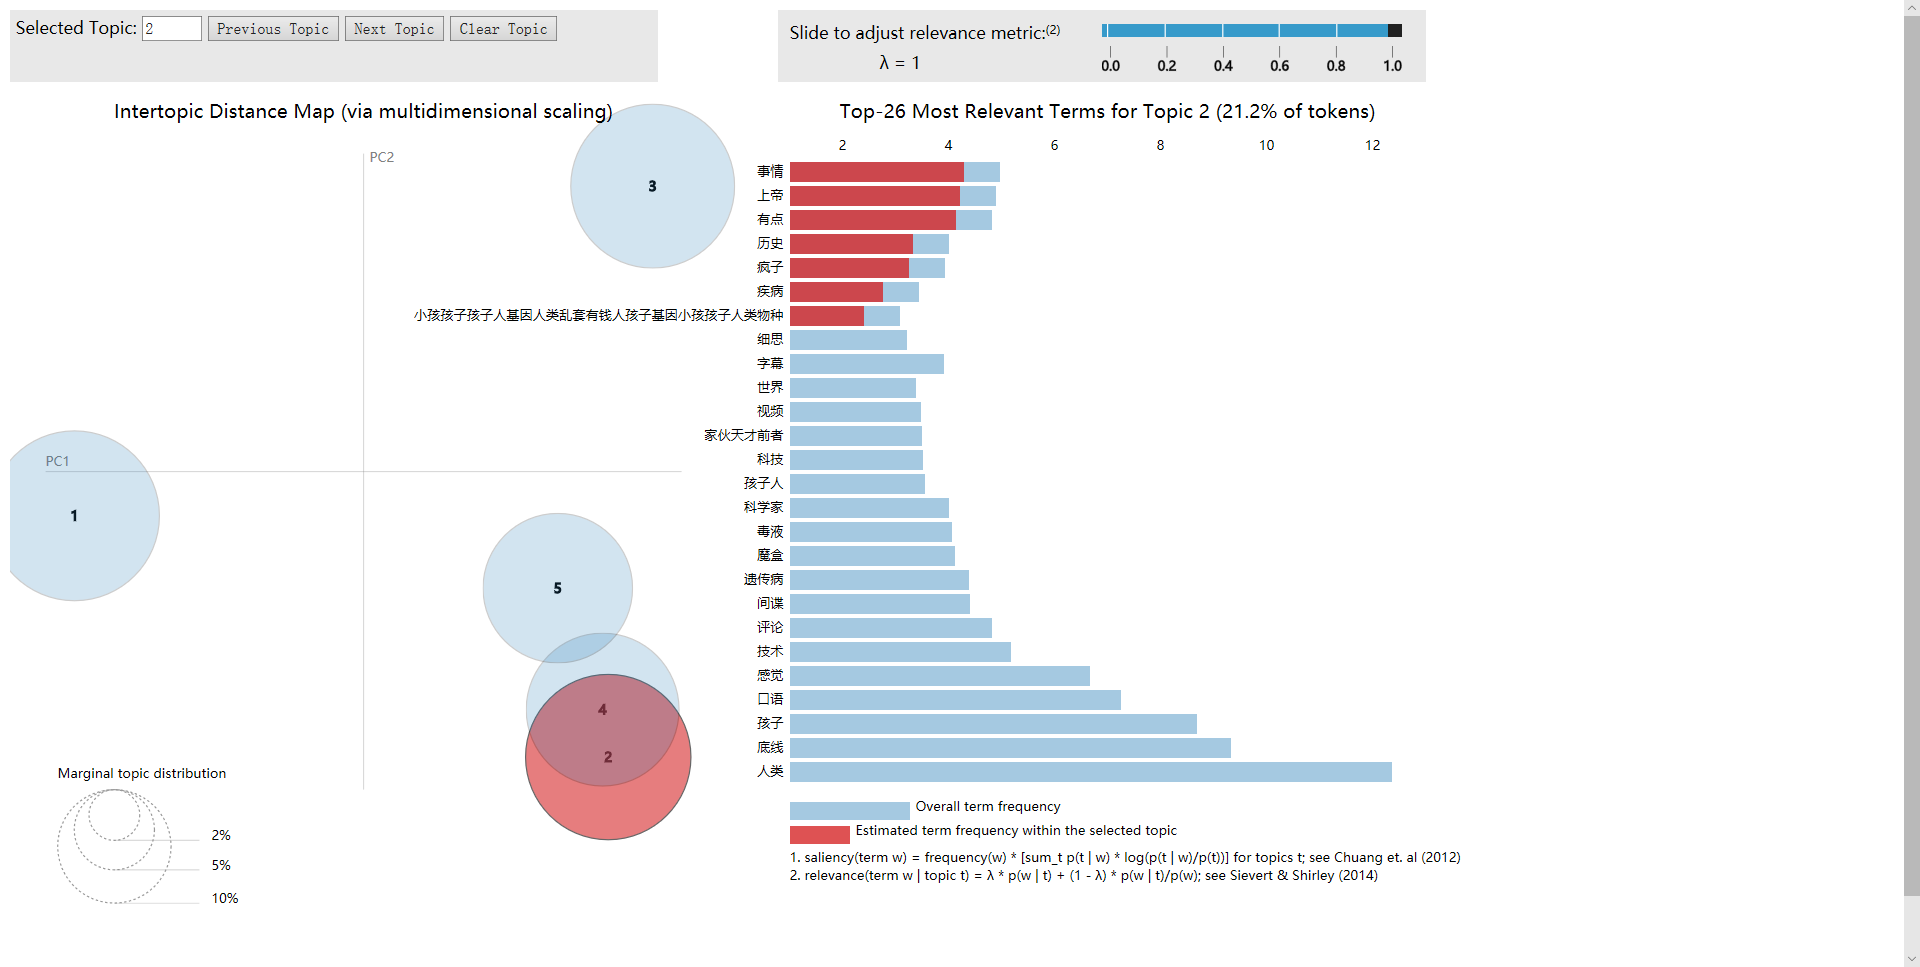 Selected Topic: 2 Previous Topic Next Topic Clear Topic
Slide to adjust relevance metric:(2)
λ = 1
0.0 0.2 0.4 0.6 0.8 1.0
Intertopic Distance Map (via multidimensional scaling)
PC2
PC1
3
1
5
4
2
Marginal topic distribution
2%
5%
10%
Top-26 Most Relevant Terms for Topic 2 (21.2% of tokens)
2 4 6 8 10 12
事情
上帝
有点
历史
疯子
疾病
小孩孩子孩子人基因人类乱套有钱人孩子基因小孩孩子人类物种
细思
字幕
世界
视频
家伙天才前者
科技
孩子人
科学家
毒液
魔盒
遗传病
间谍
评论
技术
感觉
口语
孩子
底线
人类
Overall term frequency
Estimated term frequency within the selected topic
1. saliency(term w) = frequency(w) * [sum_t p(t | w) * log(p(t | w)/p(t))] for topics t; see Chuang et. al (2012)
2. relevance(term w | topic t) = λ * p(w | t) + (1 - λ) * p(w | t)/p(w); see Sievert & Shirley (2014)